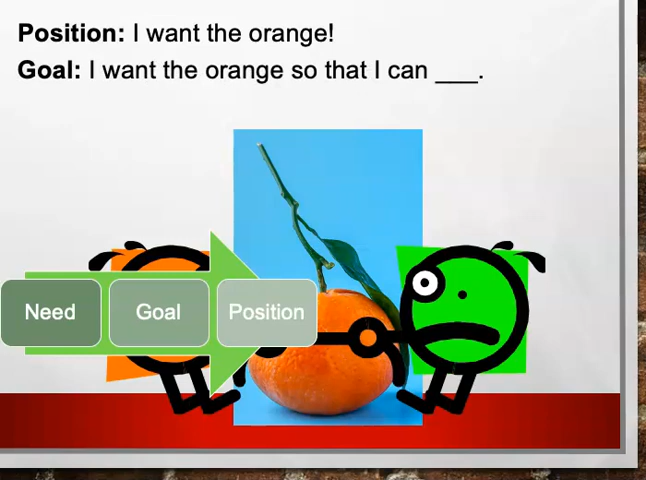 Position: I want the orange!
Goal: I want the orange so that I can ___.
Need Goal Position